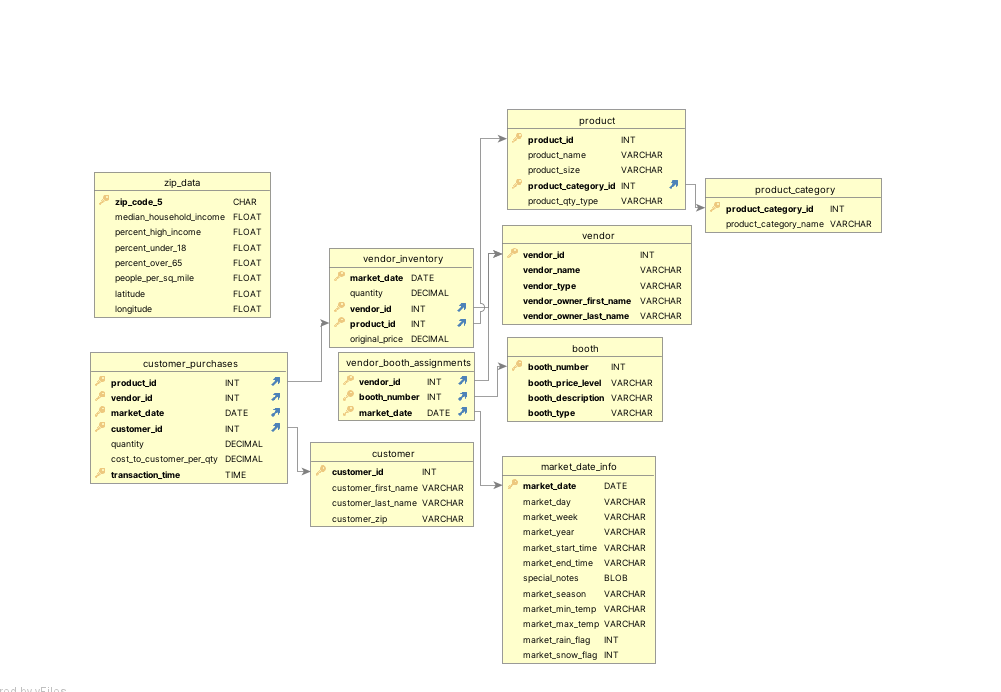 product
product_id INT
product_name VARCHAR
product_size VARCHAR
product_category_id INT
product_qty_type VARCHAR
zip_data
zip_code_5 CHAR
median_household_income FLOAT
percent_high_income FLOAT
percent_under_18 FLOAT
percent_over_65 FLOAT
people_per_sq_mile FLOAT
latitude FLOAT
longitude FLOAT
product_category
product_category_id INT
product_category_name VARCHAR
vendor
vendor_id INT
vendor_name VARCHAR
vendor_type VARCHAR
vendor_owner_first_name VARCHAR
vendor_owner_last_name VARCHAR
vendor_inventory
market_date DATE
quantity DECIMAL
vendor_id INT
product_id INT
original_price DECIMAL
booth
booth_number INT
booth_price_level VARCHAR
booth_description VARCHAR
booth_type VARCHAR
customer_purchases
product_id INT
vendor_id INT
market_date DATE
customer_id INT
quantity DECIMAL
cost_to_customer_per_qty DECIMAL
transaction_time TIME
vendor_booth_assignments
vendor_id INT
booth_number INT
market_date DATE
customer
customer_id INT
customer_first_name VARCHAR
customer_last_name VARCHAR
customer_zip VARCHAR
market_date_info
market_date DATE
market_day VARCHAR
market_week VARCHAR
market_year VARCHAR
market_start_time VARCHAR
market_end_time VARCHAR
special_notes BLOB
market_season VARCHAR
market_min_temp VARCHAR
market_max_temp VARCHAR
market_rain_flag INT
market_snow_flag INT
red by yFiles